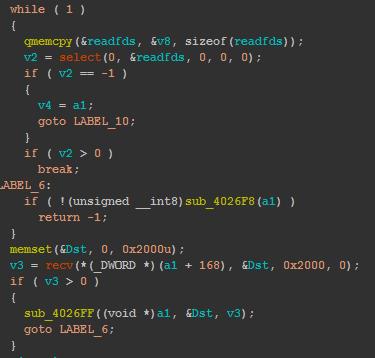 while ( 1 )
{
qmemcpy(&readfds, &v8, sizeof(readfds));
v2 = select(0, &readfds, 0, 0, 0);
if ( v2 == -1 )
{
v4 = a1;
goto LABEL_10;
}
if ( v2 > 0 )
break;
LABEL_6:
if ( !(unsigned __int8)sub_4026F8(a1) )
return -1;
}
memset(&Dst, 0, 0x2000u);
v3 = recv(*(_DWORD *)(a1 + 168), &Dst, 0x2000, 0);
if ( v3 > 0 )
{
sub_4026FF((void *)a1, &Dst, v3);
goto LABEL_6;
}